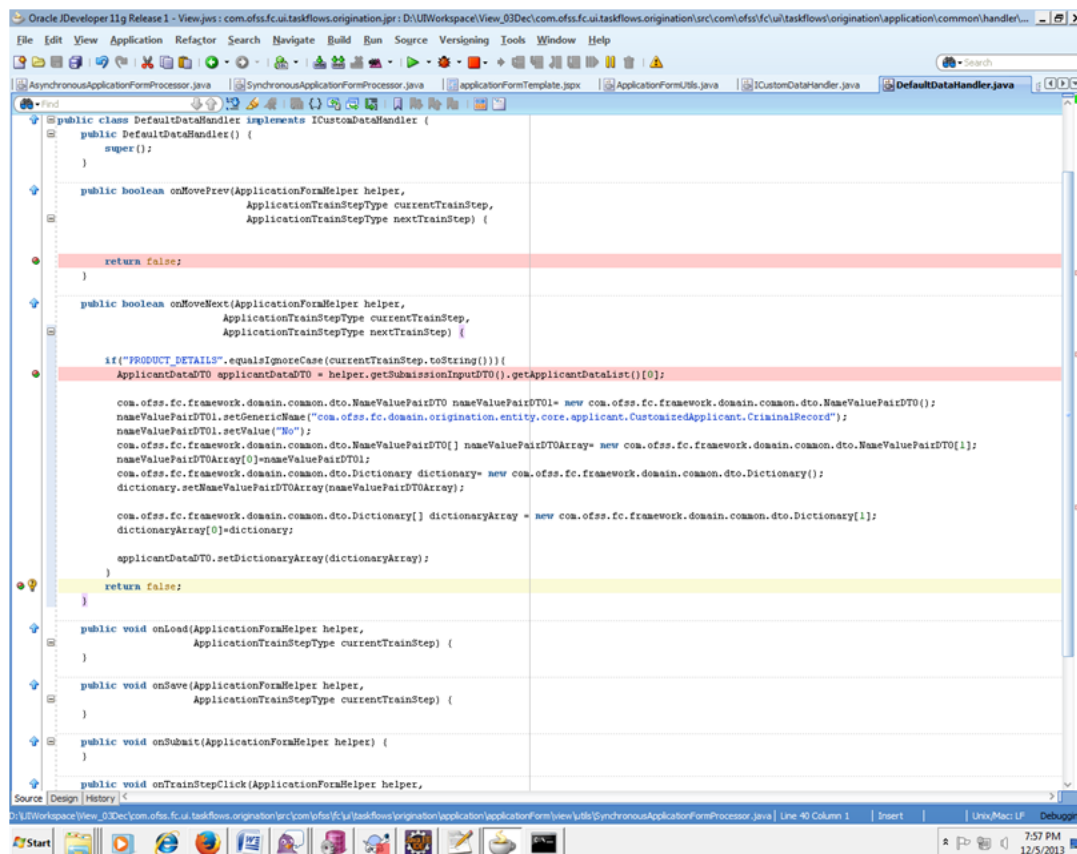 Oracle JDeveloper 11g Release 1 - View.jws : com.ofss.fc.ui.taskflows.origination.jpr : D:\UIWorkspace\View_03Dec\com.ofss.fc.ui.taskflows.origination\src\com\ofss\fc\ui\taskflows\origination\application\common\handler\...
File Edit View Application Refactor Search Navigate Build Run Source Versioning Tools Window Help
Search
AsynchronousApplicationFormProcessor.java SynchronousApplicationFormProcessor.java applicationFormTemplate.jspx ApplicationFormUtils.java ICustomDataHandler.java DefaultDataHandler.java
Find
public class DefaultDataHandler implements ICustomDataHandler {
public DefaultDataHandler() {
super();
}
public boolean onMovePrev(ApplicationFormHelper helper,
ApplicationTrainStepType currentTrainStep,
ApplicationTrainStepType nextTrainStep) {
return false;
}
public boolean onMoveNext(ApplicationFormHelper helper,
ApplicationTrainStepType currentTrainStep,
ApplicationTrainStepType nextTrainStep) {
if("PRODUCT_DETAILS".equalsIgnoreCase(currentTrainStep.toString())){
ApplicantDataDTO applicantDataDTO = helper.getSubmissionInputDTO().getApplicantDataList()[0];
com.ofss.fc.framework.domain.common.dto.NameValuePairDTO nameValuePairDTO1= new com.ofss.fc.framework.domain.common.dto.NameValuePairDTO();
nameValuePairDTO1.setGenericName("com.ofss.fc.domain.origination.entity.core.applicant.CustomizedApplicant.CriminalRecord");
nameValuePairDTO1.setValue("No");
com.ofss.fc.framework.domain.common.dto.NameValuePairDTO[] nameValuePairDTOArray= new com.ofss.fc.framework.domain.common.dto.NameValuePairDTO[1];
nameValuePairDTOArray[0]=nameValuePairDTO1;
com.ofss.fc.framework.domain.common.dto.Dictionary dictionary= new com.ofss.fc.framework.domain.common.dto.Dictionary();
dictionary.setNameValuePairDTOArray(nameValuePairDTOArray);
com.ofss.fc.framework.domain.common.dto.Dictionary[] dictionaryArray = new com.ofss.fc.framework.domain.common.dto.Dictionary[1];
dictionaryArray[0]=dictionary;
applicantDataDTO.setDictionaryArray(dictionaryArray);
}
return false;
}
public void onLoad(ApplicationFormHelper helper,
ApplicationTrainStepType currentTrainStep) {
}
public void onSave(ApplicationFormHelper helper,
ApplicationTrainStepType currentTrainStep) {
}
public void onSubmit(ApplicationFormHelper helper) {
}
public void onTrainStepClick(ApplicationFormHelper helper,
Source Design History
D:\UIWorkspace\View_03Dec\com.ofss.fc.ui.taskflows.origination\src\com\ofss\fc\ui\taskflows\origination\application\applicationForm\view\utils\SynchronousApplicationFormProcessor.java Line 40 Column 1 Insert Unix/Mac: LF Debuggin
Start
7:57 PM
12/5/2013